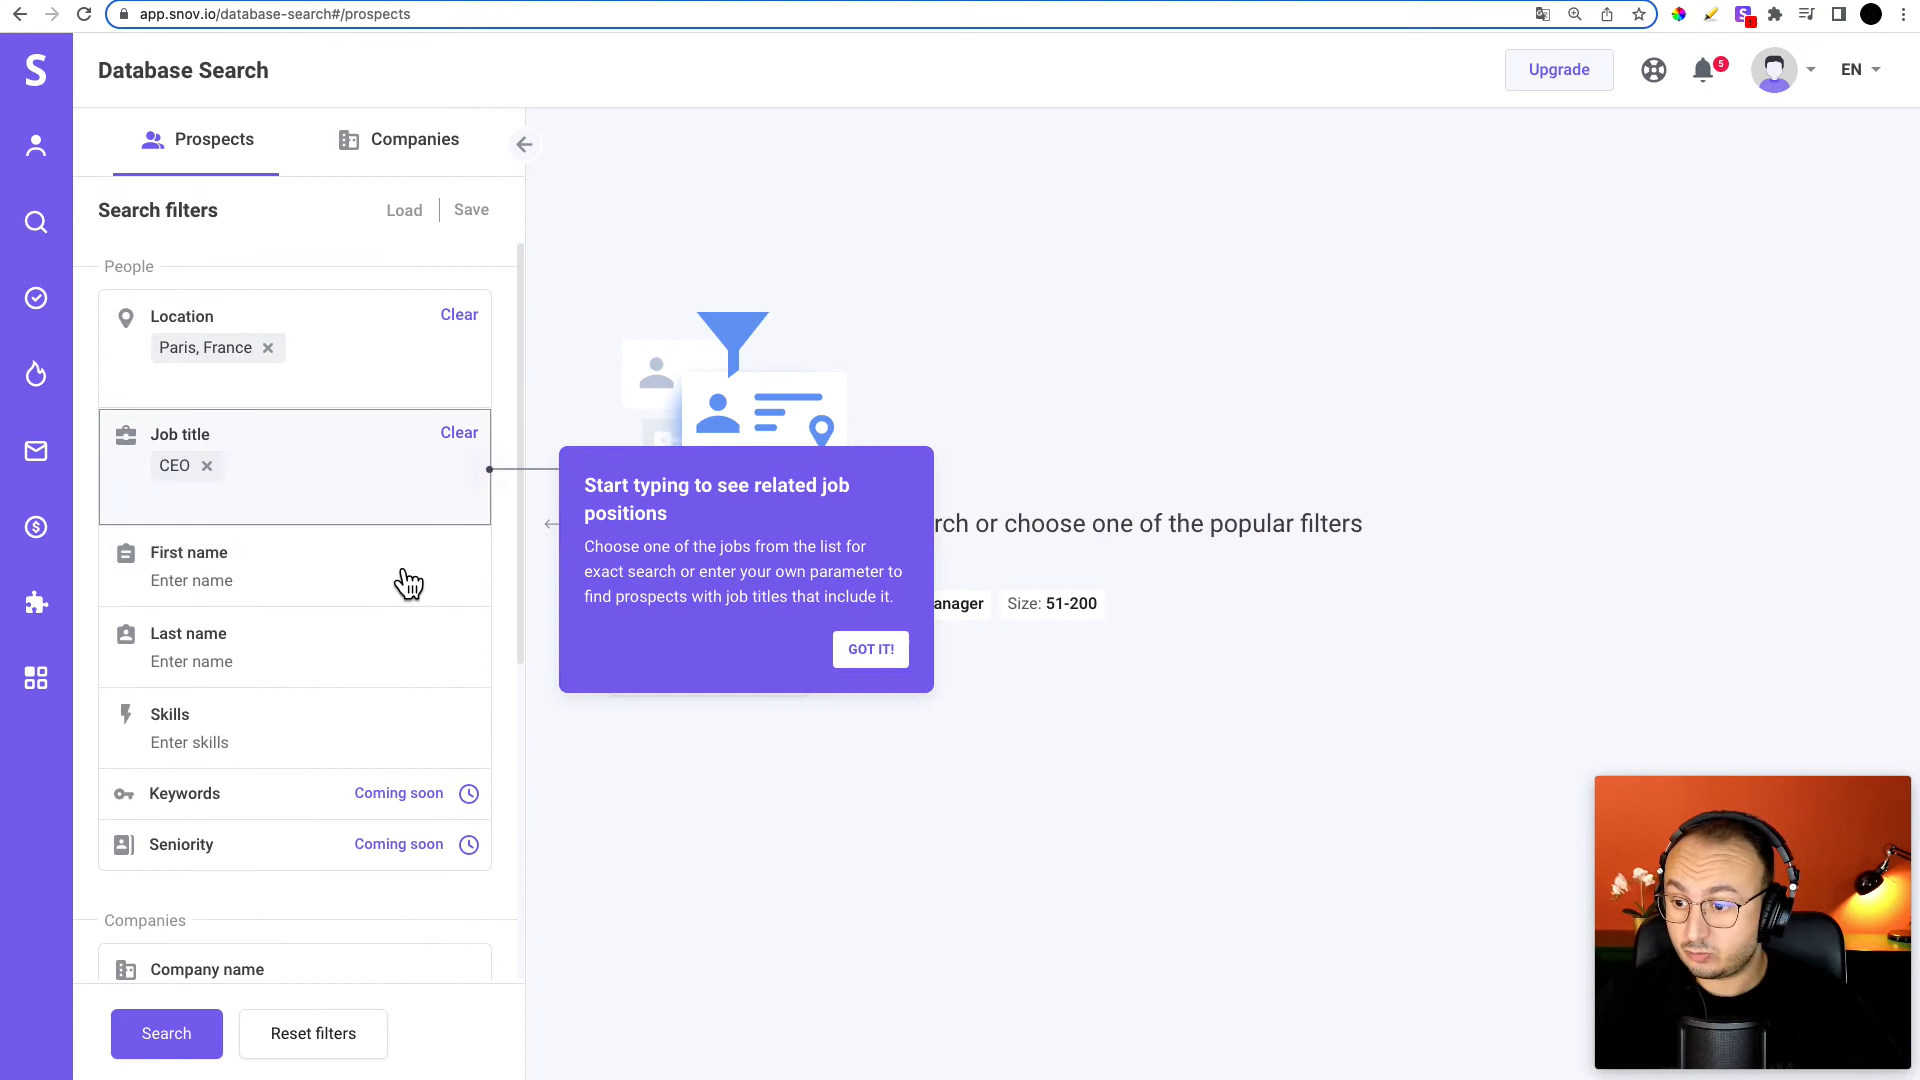 app.snov.io/database-search#/prospects
S
Database Search
Upgrade
5
EN
Prospects
Companies
Search filters
Load
Save
People
Location
Clear
Paris, France
Job title
Clear
CEO
First name
Enter name
Last name
Enter name
Skills
Enter skills
Keywords
Coming soon
Seniority
Coming soon
Companies
Company name
Search
Reset filters
Start typing to see related job
positions
Choose one of the jobs from the list for
exact search or enter your own parameter to
find prospects with job titles that include it.
GOT IT!
rch or choose one of the popular filters
anager
Size: 51-200